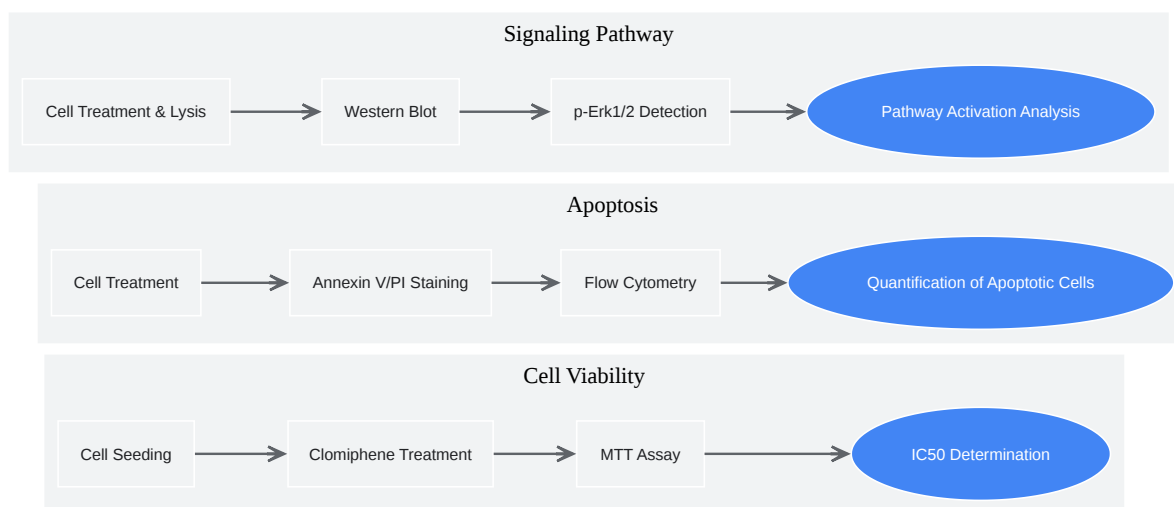 Signaling Pathway
Cell Treatment & Lysis
Western Blot
p-Erk1/2 Detection
Pathway Activation Analysis
Apoptosis
Cell Treatment
Annexin V/PI Staining
Flow Cytometry
Quantification of Apoptotic Cells
Cell Viability
Cell Seeding
Clomiphene Treatment
MTT Assay
IC50 Determination